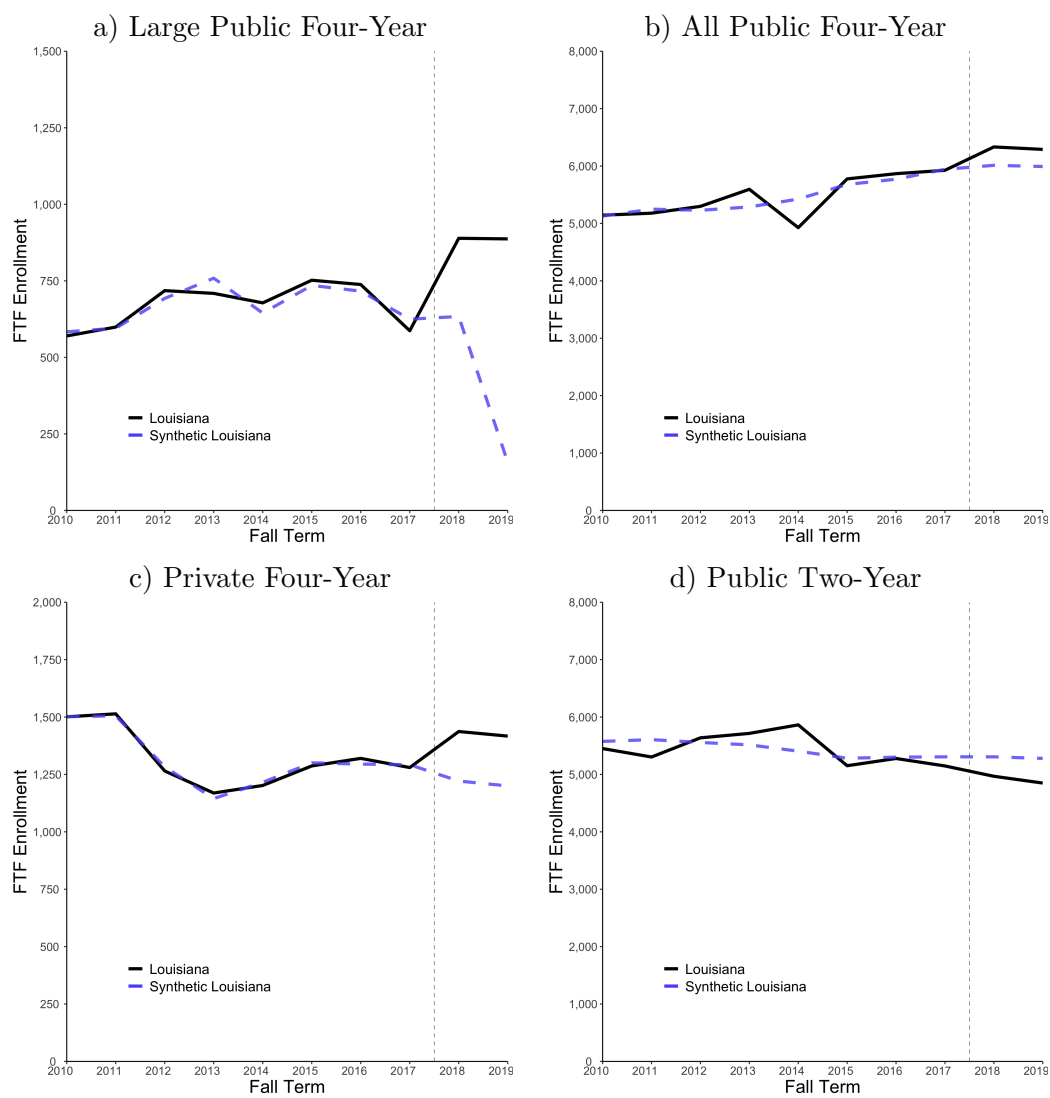 a) Large Public Four-Year
1,500
1,250
1,000
750
500
250
0
FTF Enrollment
Louisiana
Synthetic Louisiana
2010 2011 2012 2013 2014 2015 2016 2017 2018 2019
Fall Term
b) All Public Four-Year
8,000
7,000
6,000
5,000
4,000
3,000
2,000
1,000
0
FTF Enrollment
Louisiana
Synthetic Louisiana
2010 2011 2012 2013 2014 2015 2016 2017 2018 2019
Fall Term
c) Private Four-Year
2,000
1,750
1,500
1,250
1,000
750
500
250
0
FTF Enrollment
Louisiana
Synthetic Louisiana
2010 2011 2012 2013 2014 2015 2016 2017 2018 2019
Fall Term
d) Public Two-Year
8,000
7,000
6,000
5,000
4,000
3,000
2,000
1,000
0
FTF Enrollment
Louisiana
Synthetic Louisiana
2010 2011 2012 2013 2014 2015 2016 2017 2018 2019
Fall Term